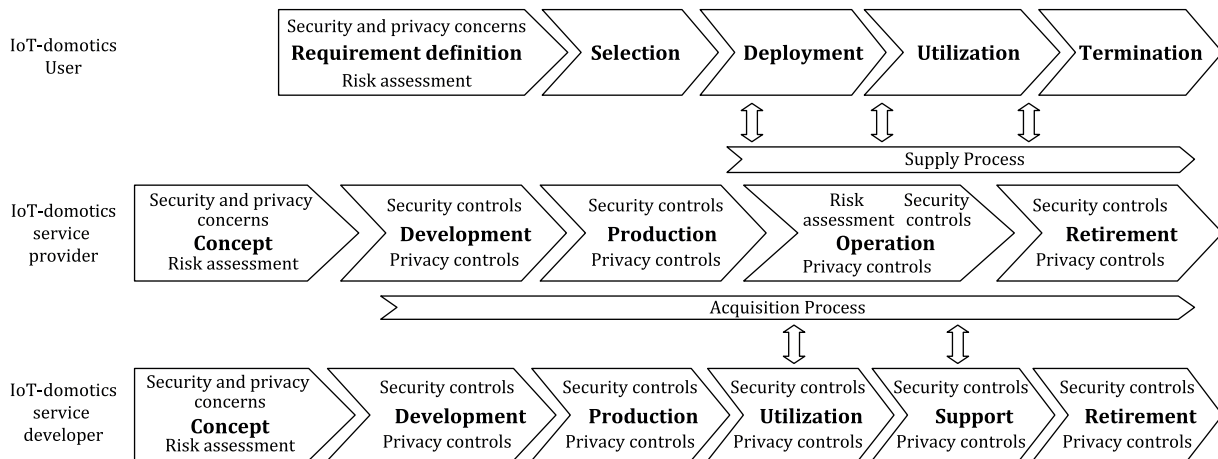 IoT-domotics
User
Security and privacy concerns
Requirement definition
Risk assessment
Selection
Deployment
Utilization
Termination
Supply Process
IoT-domotics
service
provider
Security and privacy
concerns
Concept
Risk assessment
Security controls
Development
Privacy controls
Security controls
Production
Privacy controls
Risk
assessment
Security
controls
Operation
Privacy controls
Security controls
Retirement
Privacy controls
Acquisition Process
IoT-domotics
service
developer
Security and privacy
concerns
Concept
Risk assessment
Security controls
Development
Privacy controls
Security controls
Production
Privacy controls
Security controls
Utilization
Privacy controls
Security controls
Support
Privacy controls
Security controls
Retirement
Privacy controls